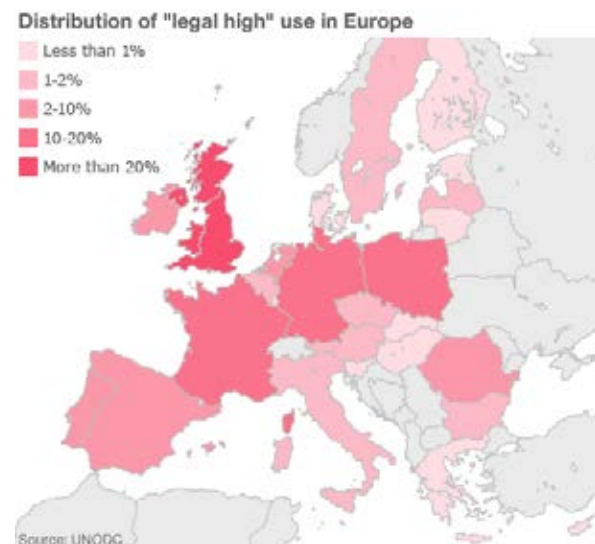 Distribution of "legal high" use in Europe
Less than 1%
1-2%
2-10%
10-20%
More than 20%
Source: UNODC